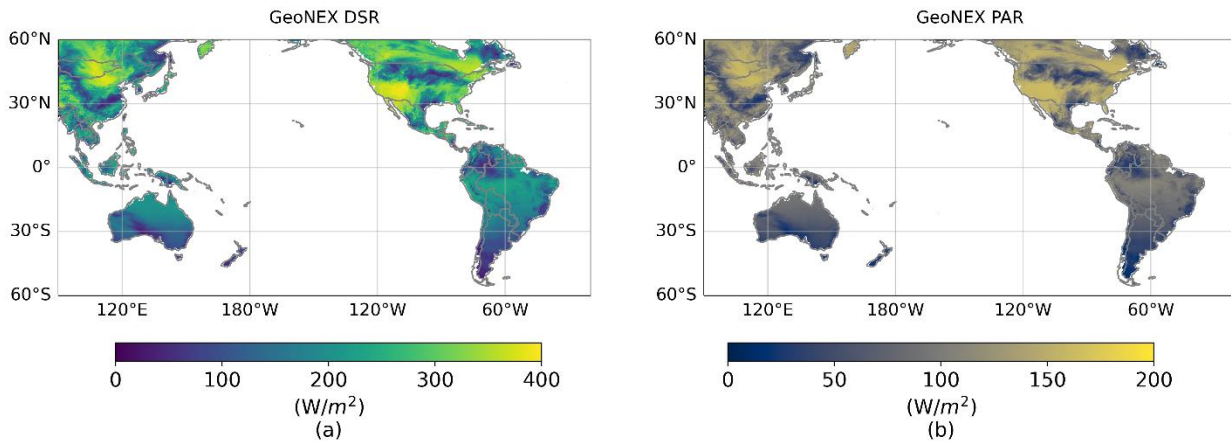 GeoNEX DSR
60°N
30°N
0°
30°S
60°S
120°E 180°W 120°W 60°W
0 100 200 300 400
(W/m²)
(a)
GeoNEX PAR
60°N
30°N
0°
30°S
60°S
120°E 180°W 120°W 60°W
0 50 100 150 200
(W/m²)
(b)